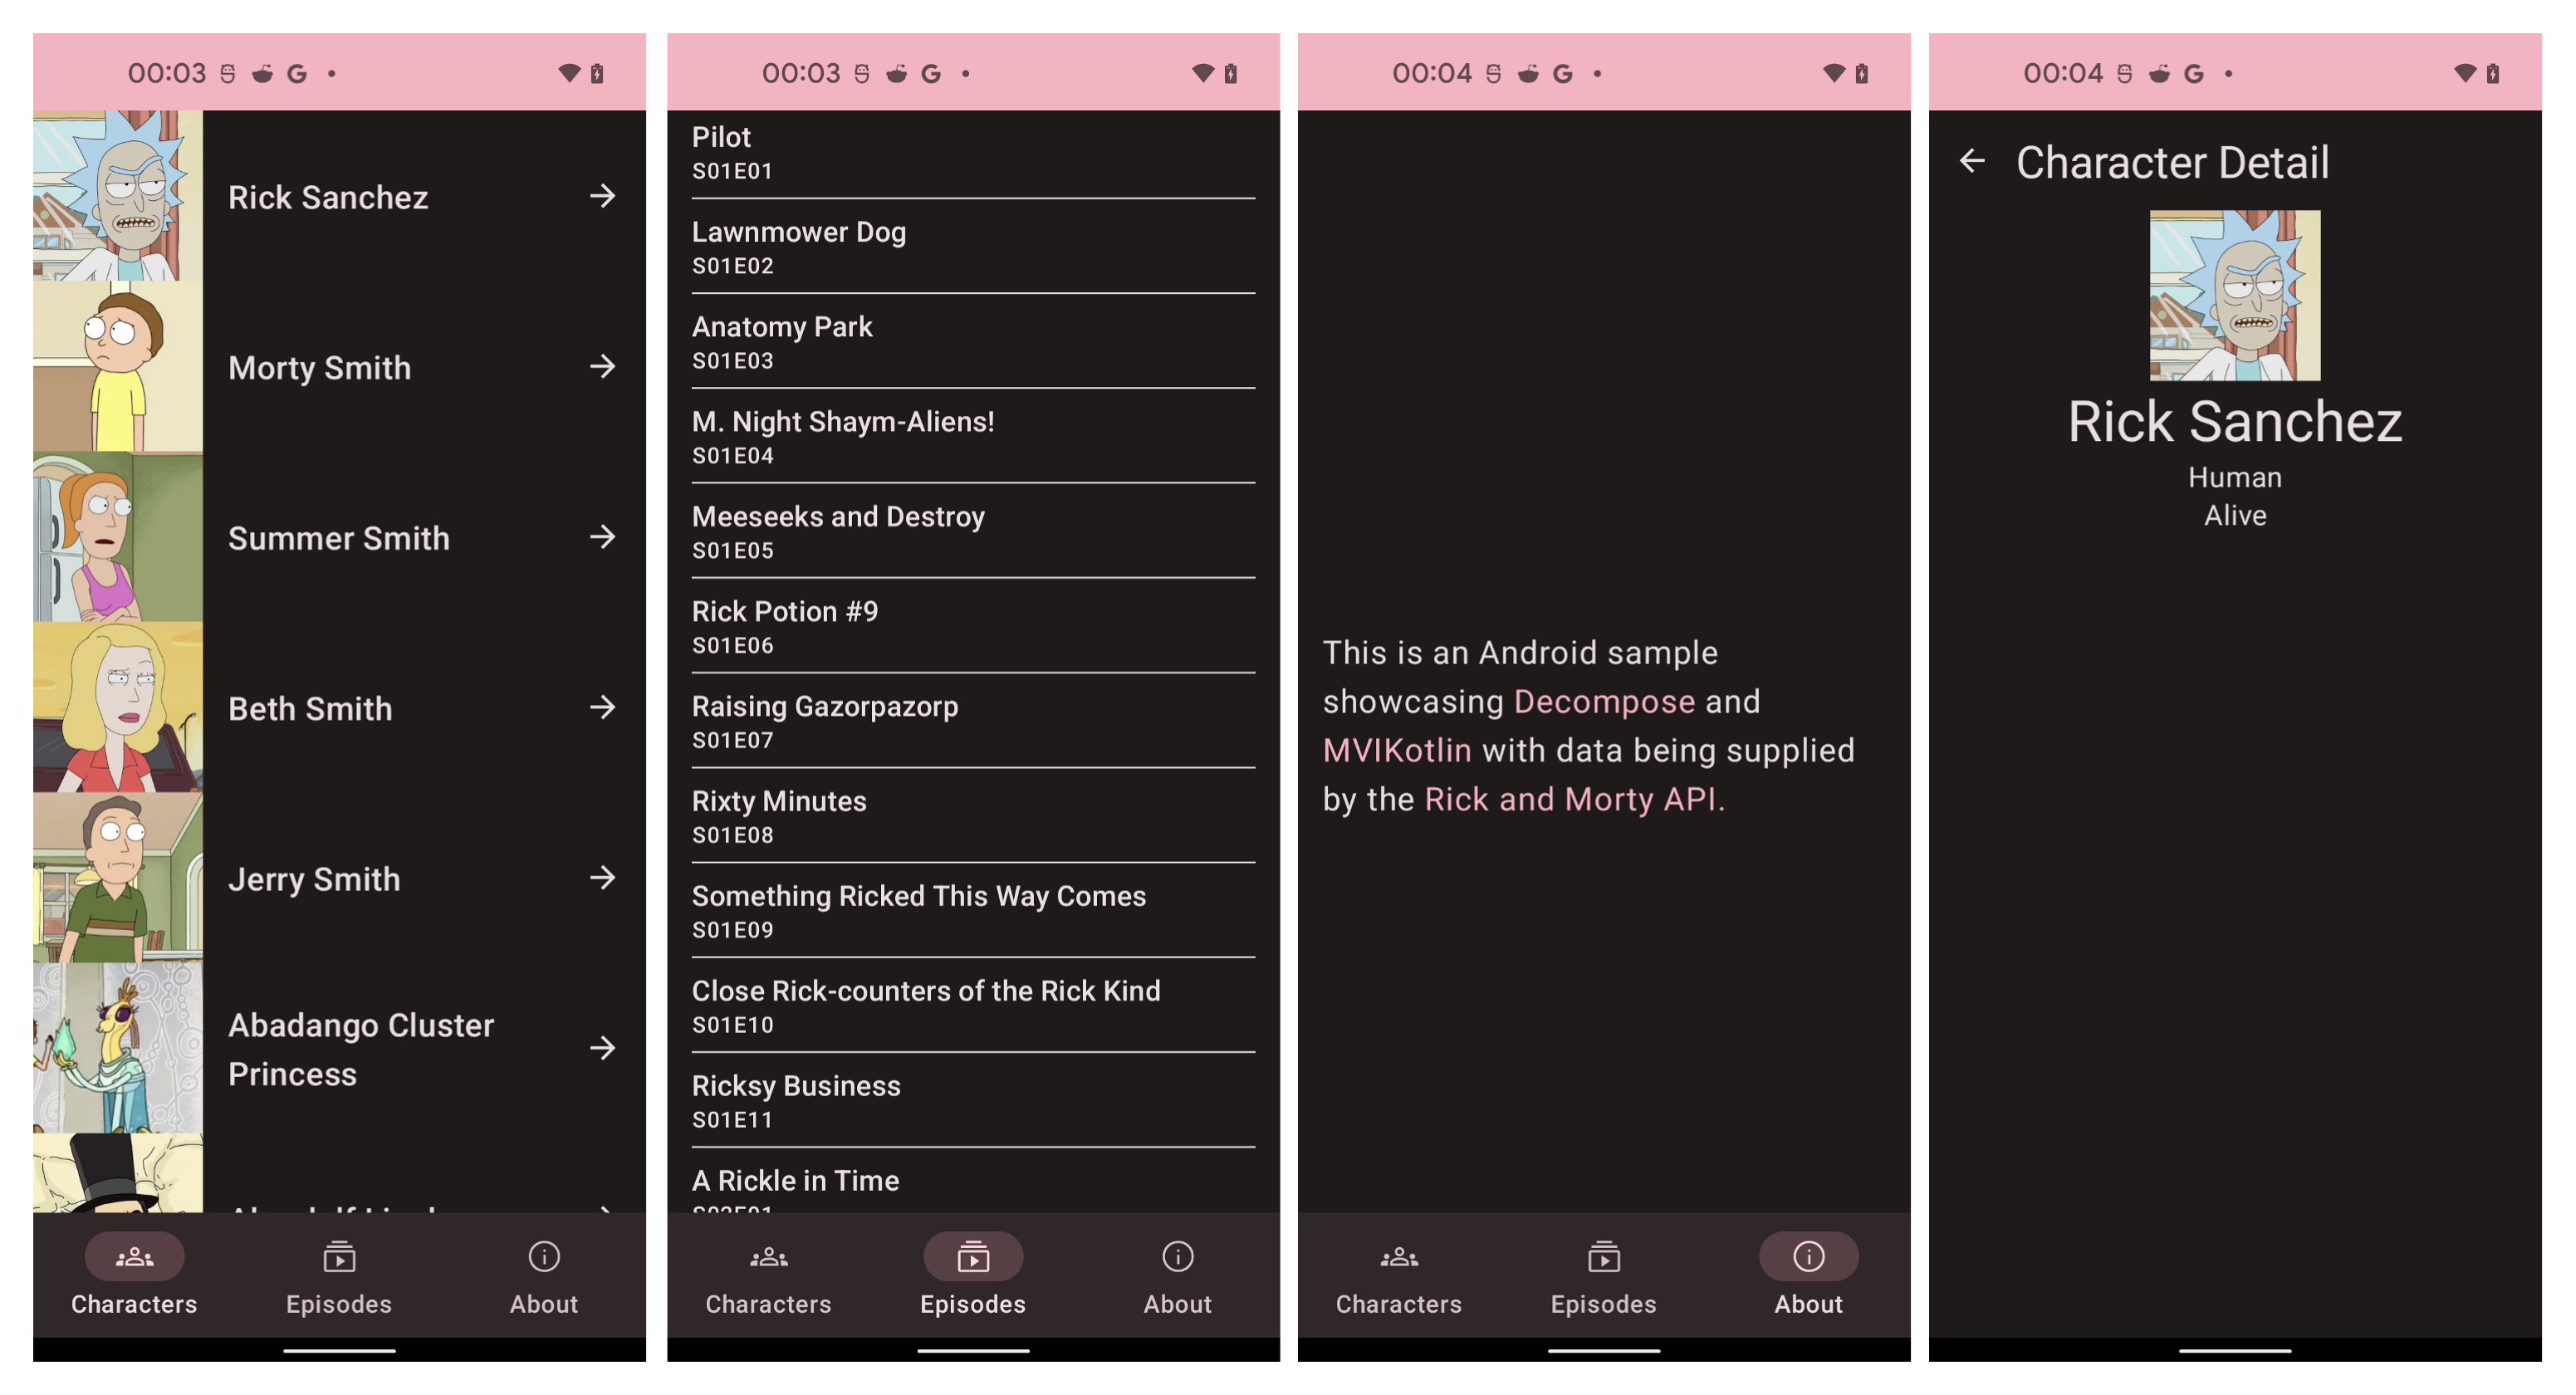 00:03
Rick Sanchez
Morty Smith
Summer Smith
Beth Smith
Jerry Smith
Abadango Cluster
Princess
Characters
Episodes
About
00:03
Pilot
S01E01
Lawnmower Dog
S01E02
Anatomy Park
S01E03
M. Night Shaym-Aliens!
S01E04
Meeseeks and Destroy
S01E05
Rick Potion #9
S01E06
Raising Gazorpazorp
S01E07
Rixty Minutes
S01E08
Something Ricked This Way Comes
S01E09
Close Rick-counters of the Rick Kind
S01E10
Ricksy Business
S01E11
A Rickle in Time
Characters
Episodes
About
00:04
This is an Android sample
showcasing Decompose and
MVIKotlin with data being supplied
by the Rick and Morty API.
Characters
Episodes
About
00:04
Character Detail
Rick Sanchez
Human
Alive